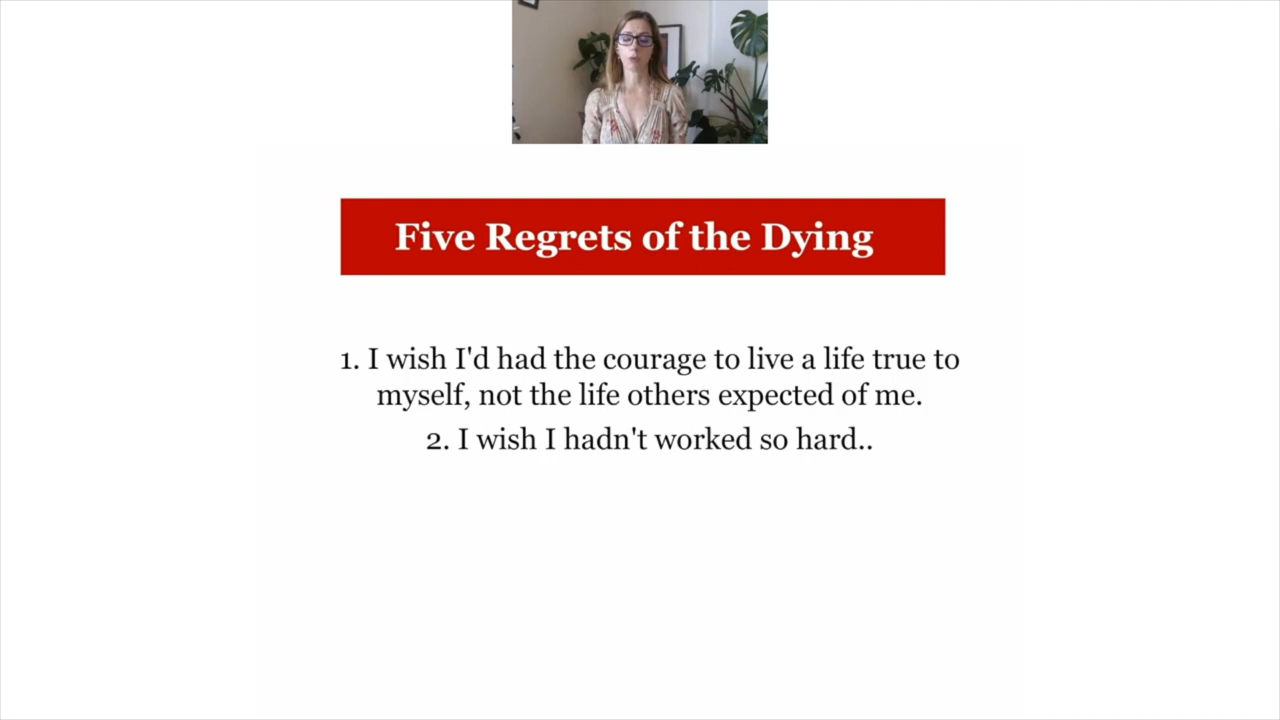 Five Regrets of the Dying
1. I wish I'd had the courage to live a life true to
myself, not the life others expected of me.
2. I wish I hadn't worked so hard..